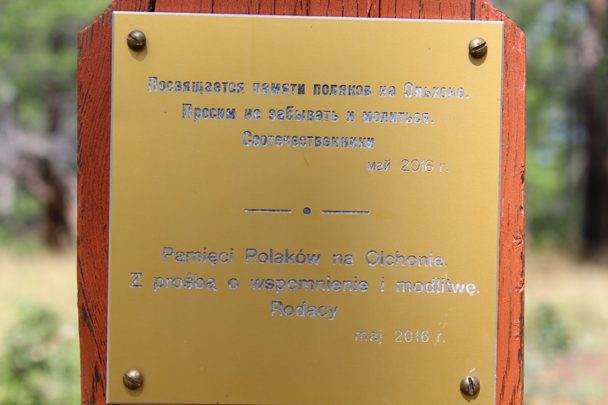 Посвящается памяти поляков на Ольхоне.
Просим не забывать и молиться.
Соотечественники
май 2016 г.
Pamięci Polaków na Olchonie.
Z prośbą o wspomnienie i modlitwę.
Rodacy
maj 2016 r.